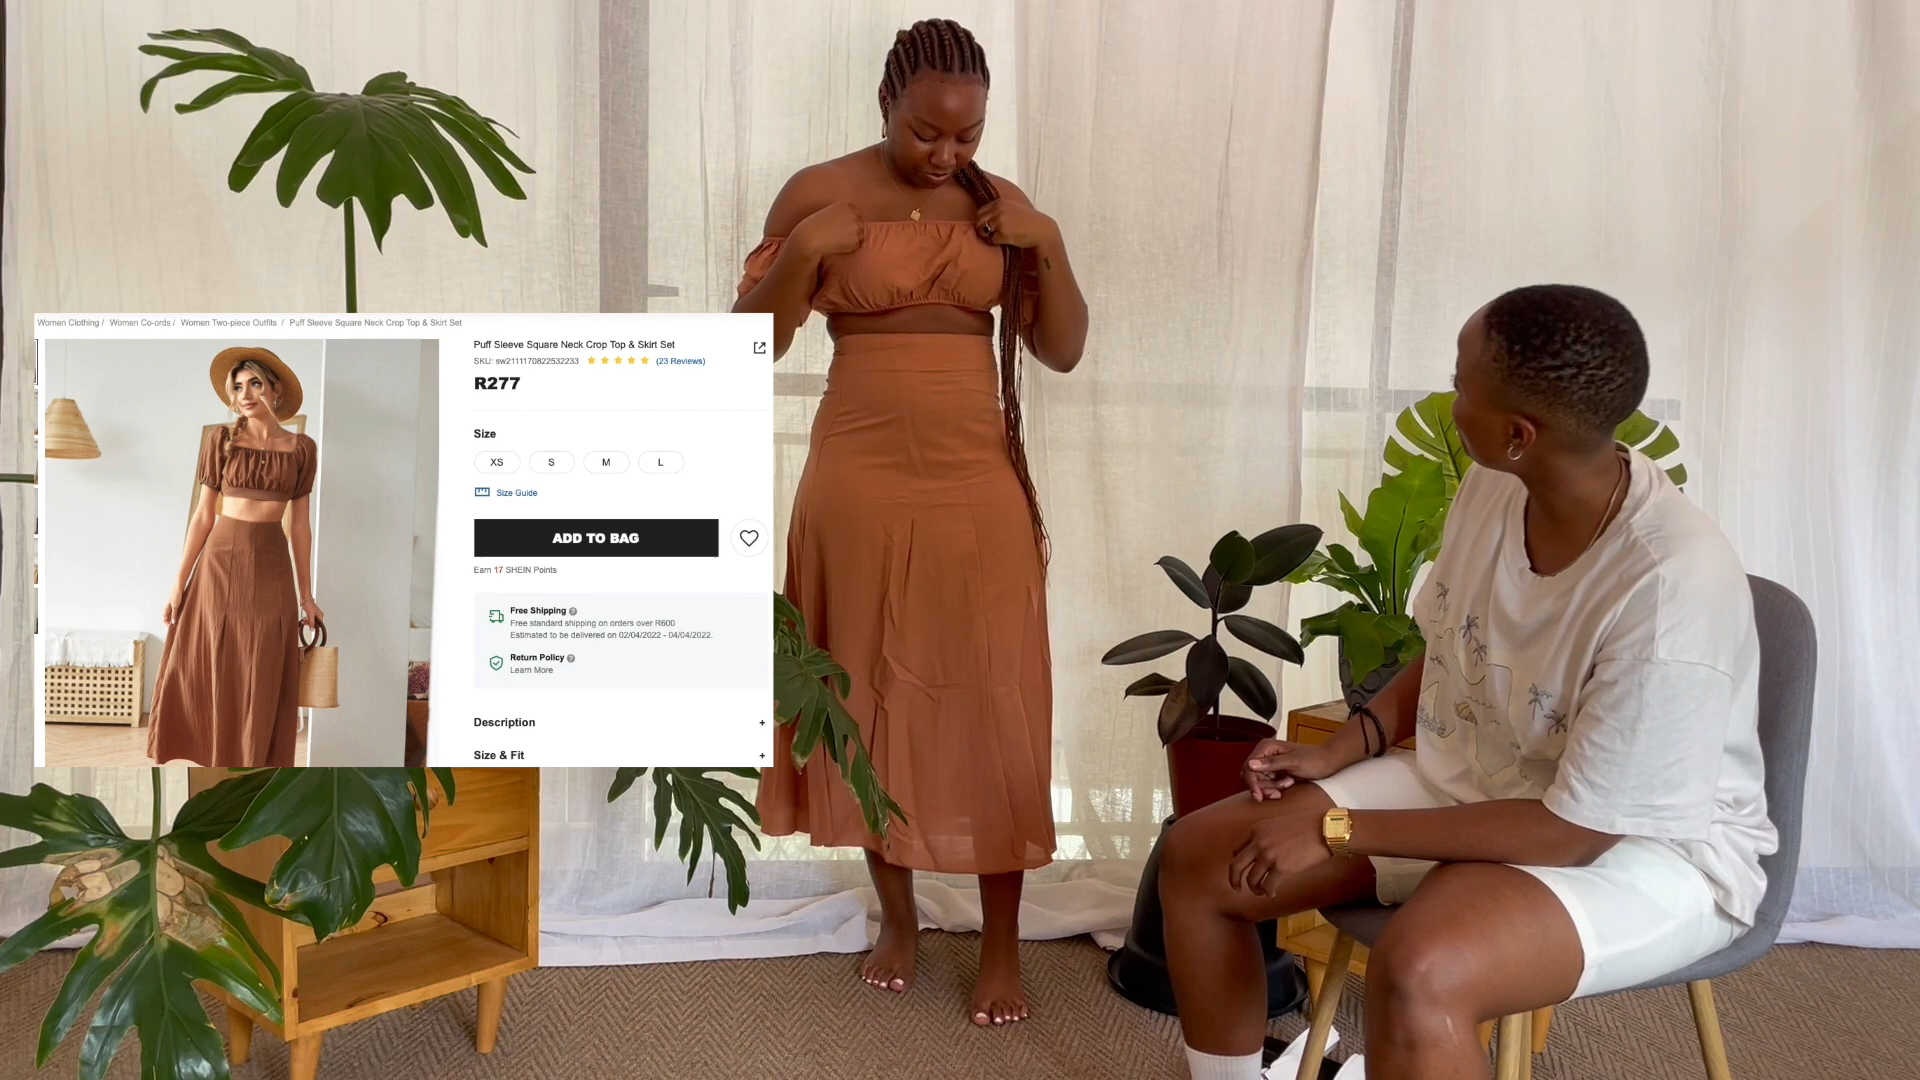 Women Clothing / Women Co-ords / Women Two-piece Outfits / Puff Sleeve Square Neck Crop Top & Skirt Set
Puff Sleeve Square Neck Crop Top & Skirt Set
SKU: sw2111170822532233 (23 Reviews)
R277
Size
XS S M L
Size Guide
ADD TO BAG
Earn 17 SHEIN Points
Free Shipping ?
Free standard shipping on orders over R600
Estimated to be delivered on 02/04/2022 - 04/04/2022.
Return Policy ?
Learn More
Description +
Size & Fit +